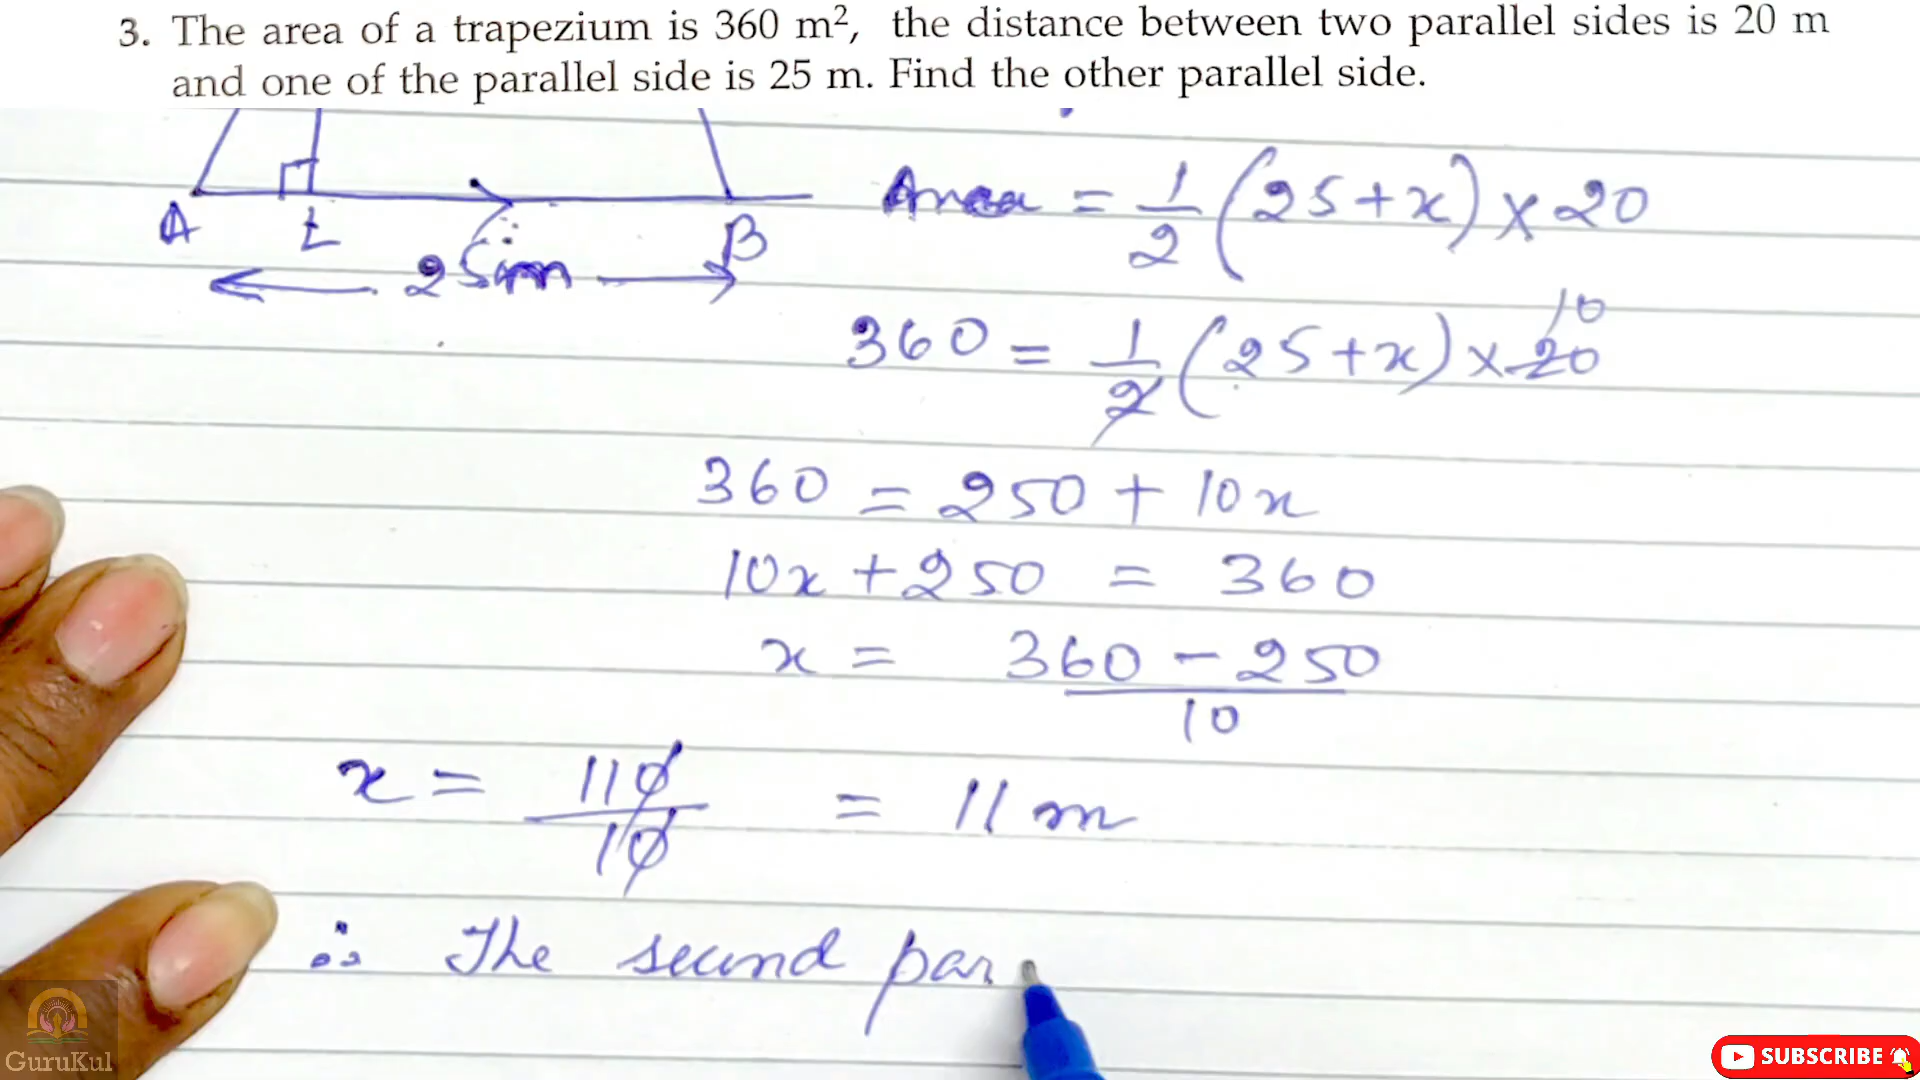 3. The area of a trapezium is 360 m², the distance between two parallel sides is 20 m
and one of the parallel side is 25 m. Find the other parallel side.
A E B
25m
Area = 1/2 (25+x) × 20
10
360 = 1/2 (25+x) × 20
360 = 250 + 10x
10x + 250 = 360
x = 360 - 250 / 10
x = 110/10 = 11 m
∴ The second par
GuruKul
SUBSCRIBE